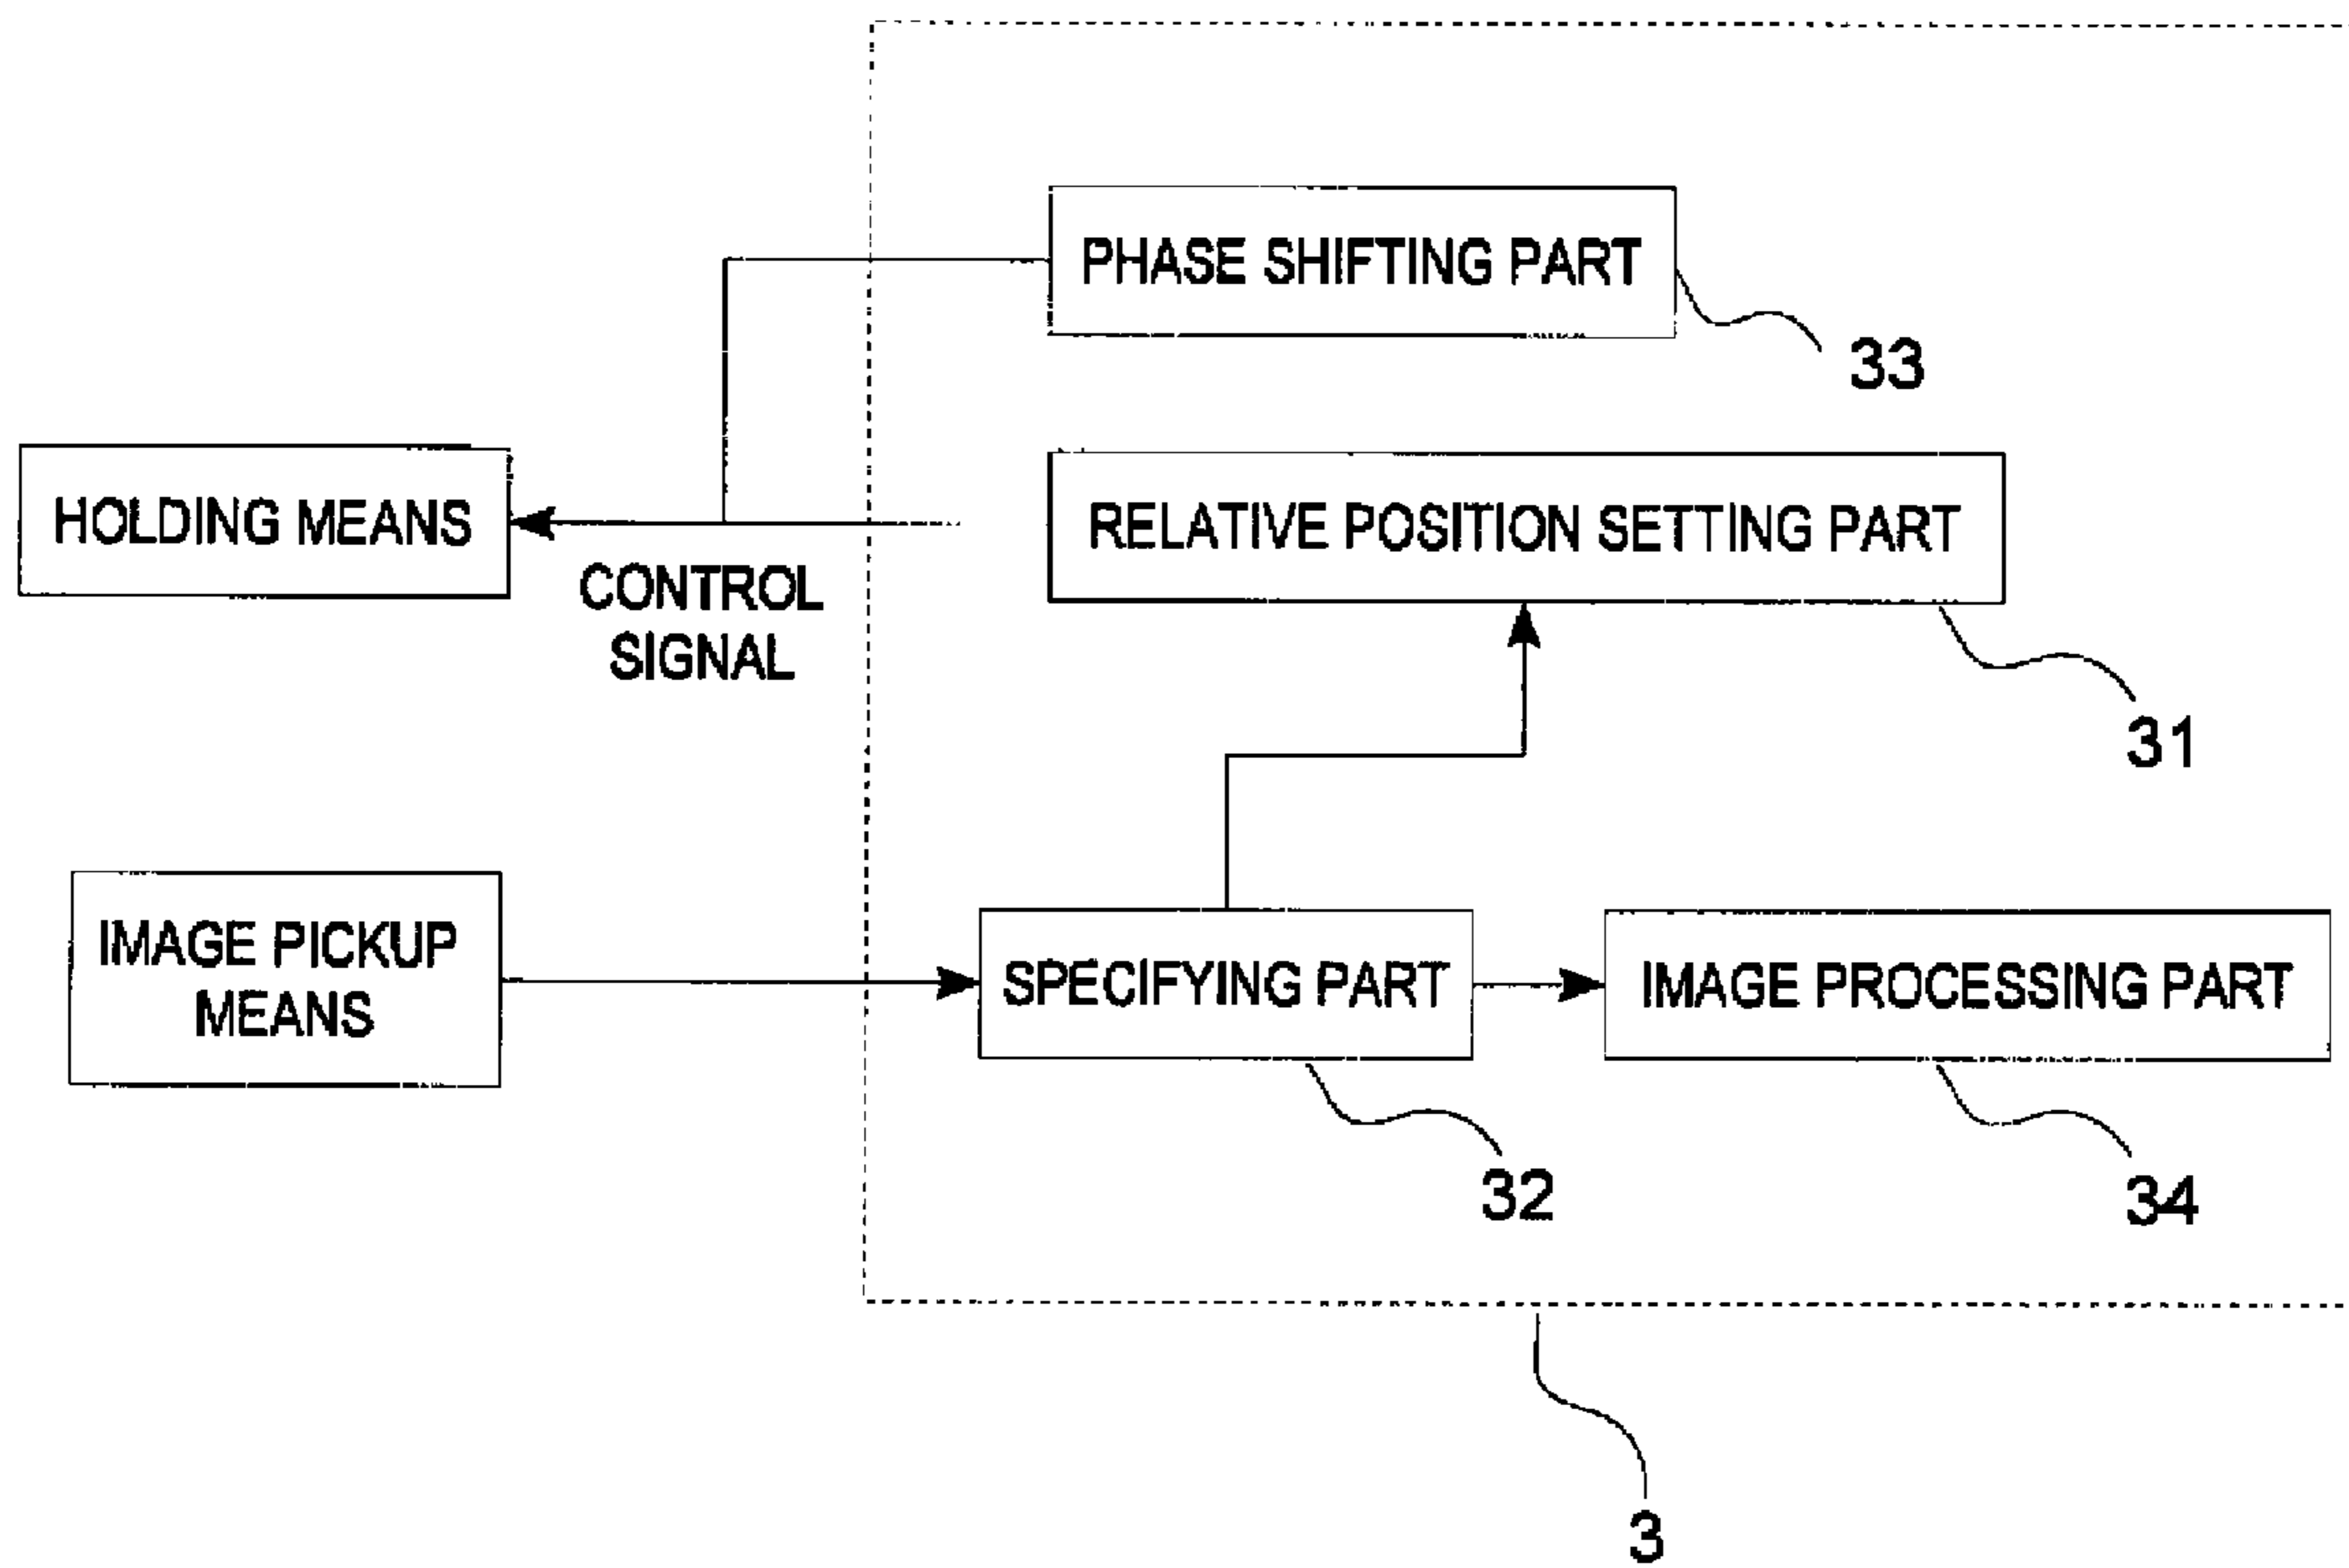 PHASE SHIFTING PART
33
HOLDING MEANS
CONTROL
SIGNAL
RELATIVE POSITION SETTING PART
31
IMAGE PICKUP
MEANS
SPECIFYING PART
IMAGE PROCESSING PART
32
34
3